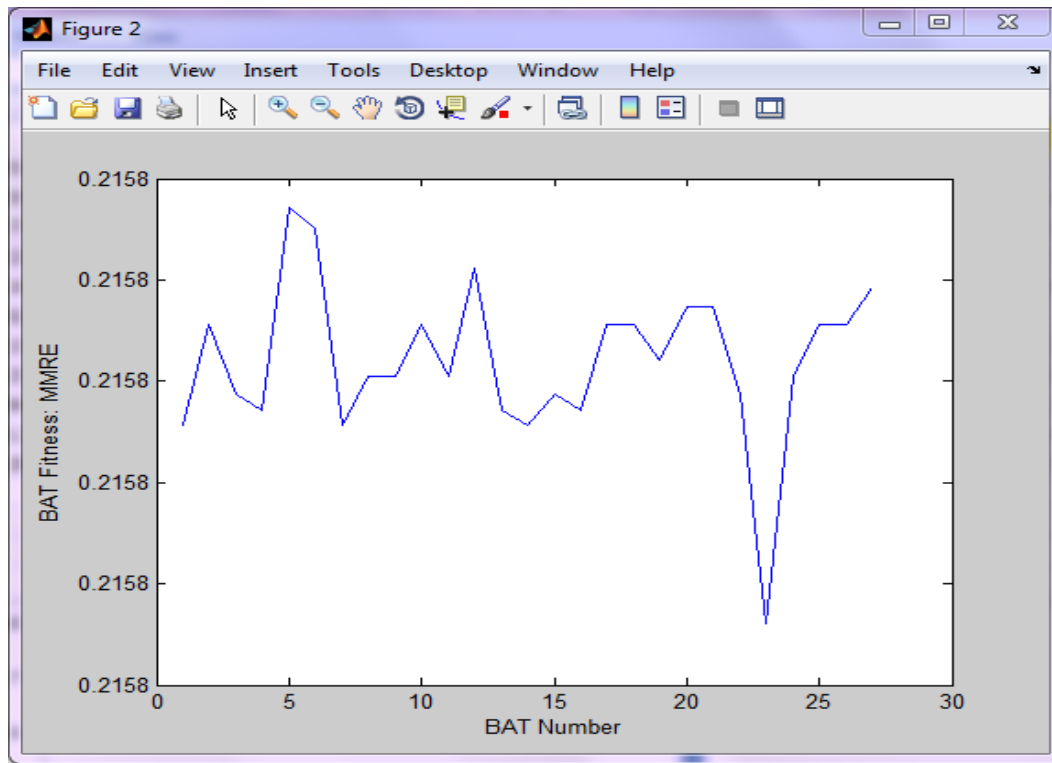 Figure 2
File Edit View Insert Tools Desktop Window Help
0.2158
0.2158
0.2158
0.2158
0.2158
0.2158
BAT Fitness: MMRE
0 5 10 15 20 25 30
BAT Number